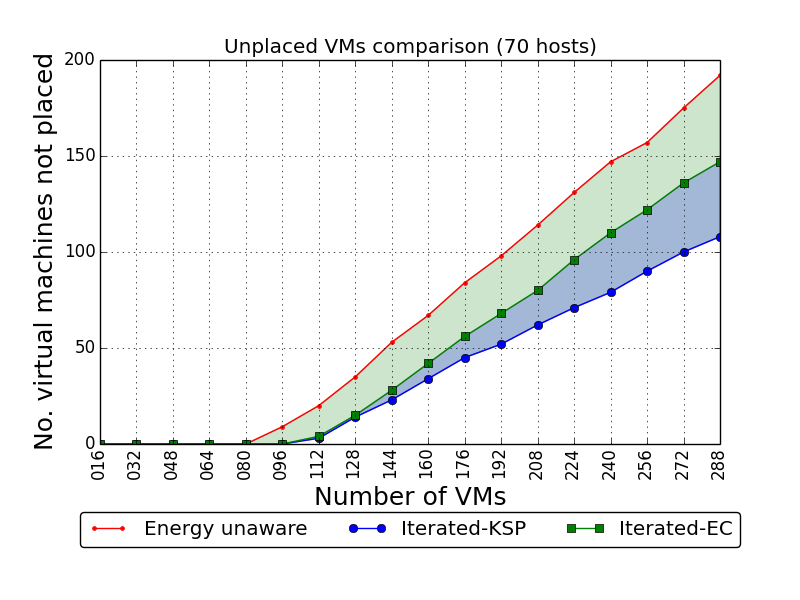 Unplaced VMs comparison (70 hosts)
No. virtual machines not placed
200
150
100
50
0
016 032 048 064 080 096 112 128 144 160 176 192 208 224 240 256 272 288
Number of VMs
Energy unaware Iterated-KSP Iterated-EC